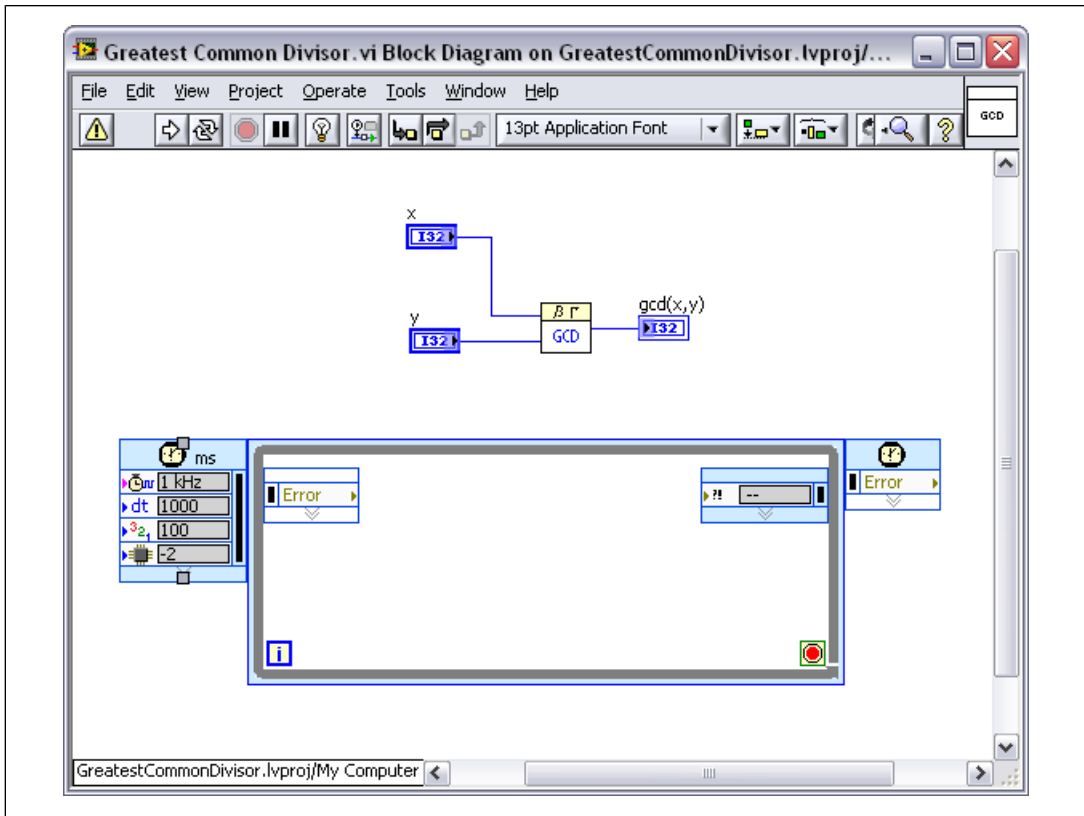 Greatest Common Divisor.vi Block Diagram on GreatestCommonDivisor.lvproj/...
File Edit View Project Operate Tools Window Help
13pt Application Font
GCD
x
I32
y
I32
β Γ
GCD
gcd(x,y)
I32
ms
1 kHz
dt 1000
321 100
-2
Error
?! --
Error
i
GreatestCommonDivisor.lvproj/My Computer